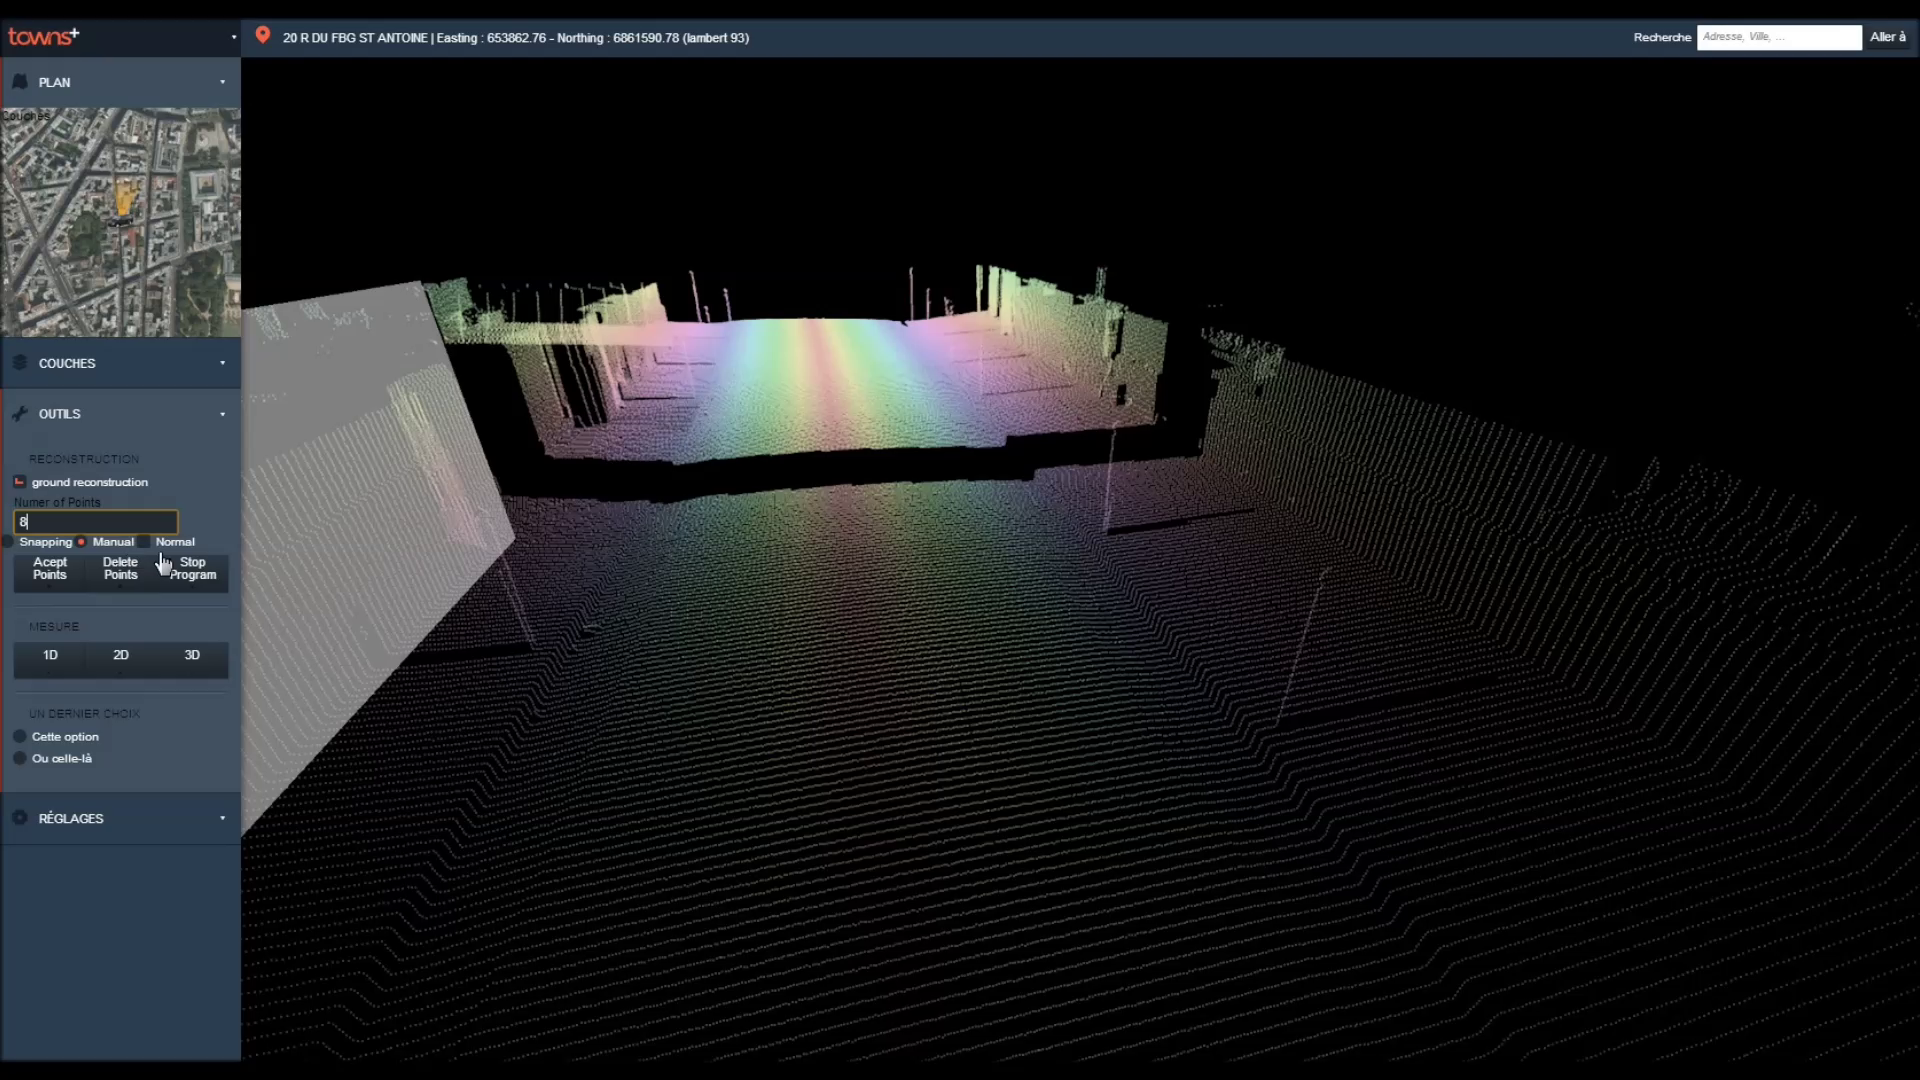 towns+
20 R DU FBG ST ANTOINE | Easting : 653862.76 - Northing : 6861590.78 (lambert 93)
Recherche
Adresse, Ville, ...
Aller à
PLAN
Couches
COUCHES
OUTILS
RECONSTRUCTION
ground reconstruction
Numer of Points
8
Snapping Manual Normal
Acept Points
Delete Points
Stop Program
MESURE
1D 2D 3D
UN DERNIER CHOIX
Cette option
Ou celle-là
RÉGLAGES